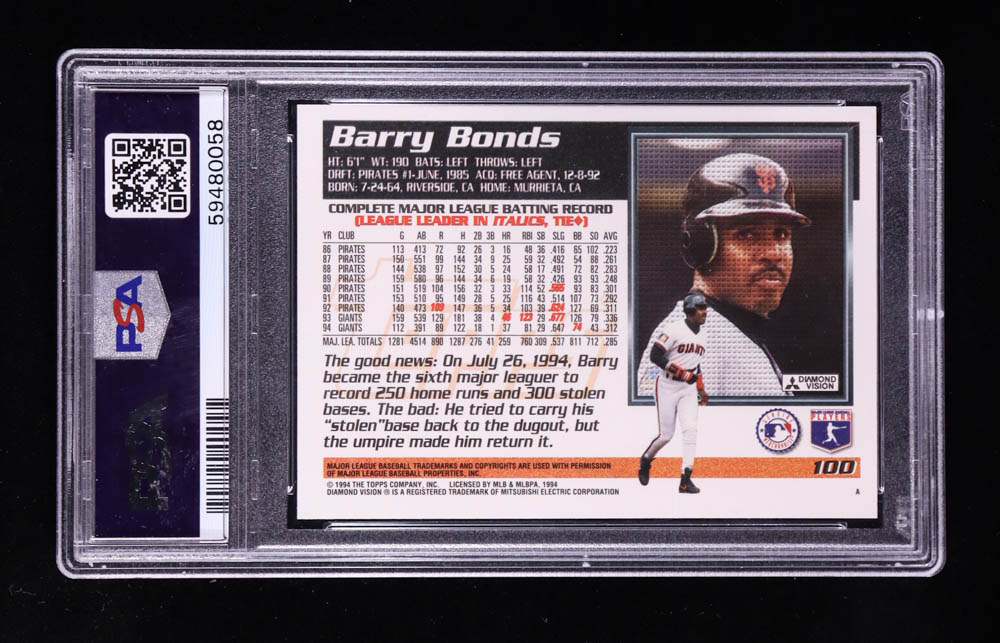 59480058
PSA
Barry Bonds
HT: 6'1" WT: 190 BATS: LEFT THROWS: LEFT
DRFT: PIRATES #1-JUNE, 1985 ACQ: FREE AGENT, 12-8-92
BORN: 7-24-64, RIVERSIDE, CA HOME: MURRIETA, CA
COMPLETE MAJOR LEAGUE BATTING RECORD
(LEAGUE LEADER IN ITALICS, TIE♦)
YR CLUB G AB R H 2B 3B HR RBI SB SLG BB SO AVG
86 PIRATES 113 413 72 92 26 3 16 48 36 .416 65 102 .223
87 PIRATES 150 551 99 144 34 9 25 59 32 .492 54 88 .261
88 PIRATES 144 538 97 152 30 5 24 58 17 .491 72 82 .283
89 PIRATES 159 580 96 144 34 6 19 58 32 .426 93 93 .248
90 PIRATES 151 519 104 156 32 3 33 114 52 .565 93 83 .301
91 PIRATES 153 510 95 149 28 5 25 116 43 .514 107 73 .292
92 PIRATES 140 473 109 147 36 5 34 103 39 .624 127 69 .311
93 GIANTS 159 539 129 181 38 4 46 123 29 .677 126 79 .336
94 GIANTS 112 391 89 122 18 1 37 81 29 .647 74 43 .312
MAJ. LEA. TOTALS 1281 4514 890 1287 276 41 259 760 309 .537 811 712 .285
The good news: On July 26, 1994, Barry
became the sixth major leaguer to
record 250 home runs and 300 stolen
bases. The bad: He tried to carry his
"stolen"base back to the dugout, but
the umpire made him return it.
GIANTS
DIAMOND
VISION
MAJOR LEAGUE BASEBALL
PLAYERS
MAJOR LEAGUE BASEBALL TRADEMARKS AND COPYRIGHTS ARE USED WITH PERMISSION
OF MAJOR LEAGUE BASEBALL PROPERTIES, INC.
100
© 1994 THE TOPPS COMPANY, INC. LICENSED BY MLB & MLBPA, 1994
DIAMOND VISION ® IS A REGISTERED TRADEMARK OF MITSUBISHI ELECTRIC CORPORATION
A